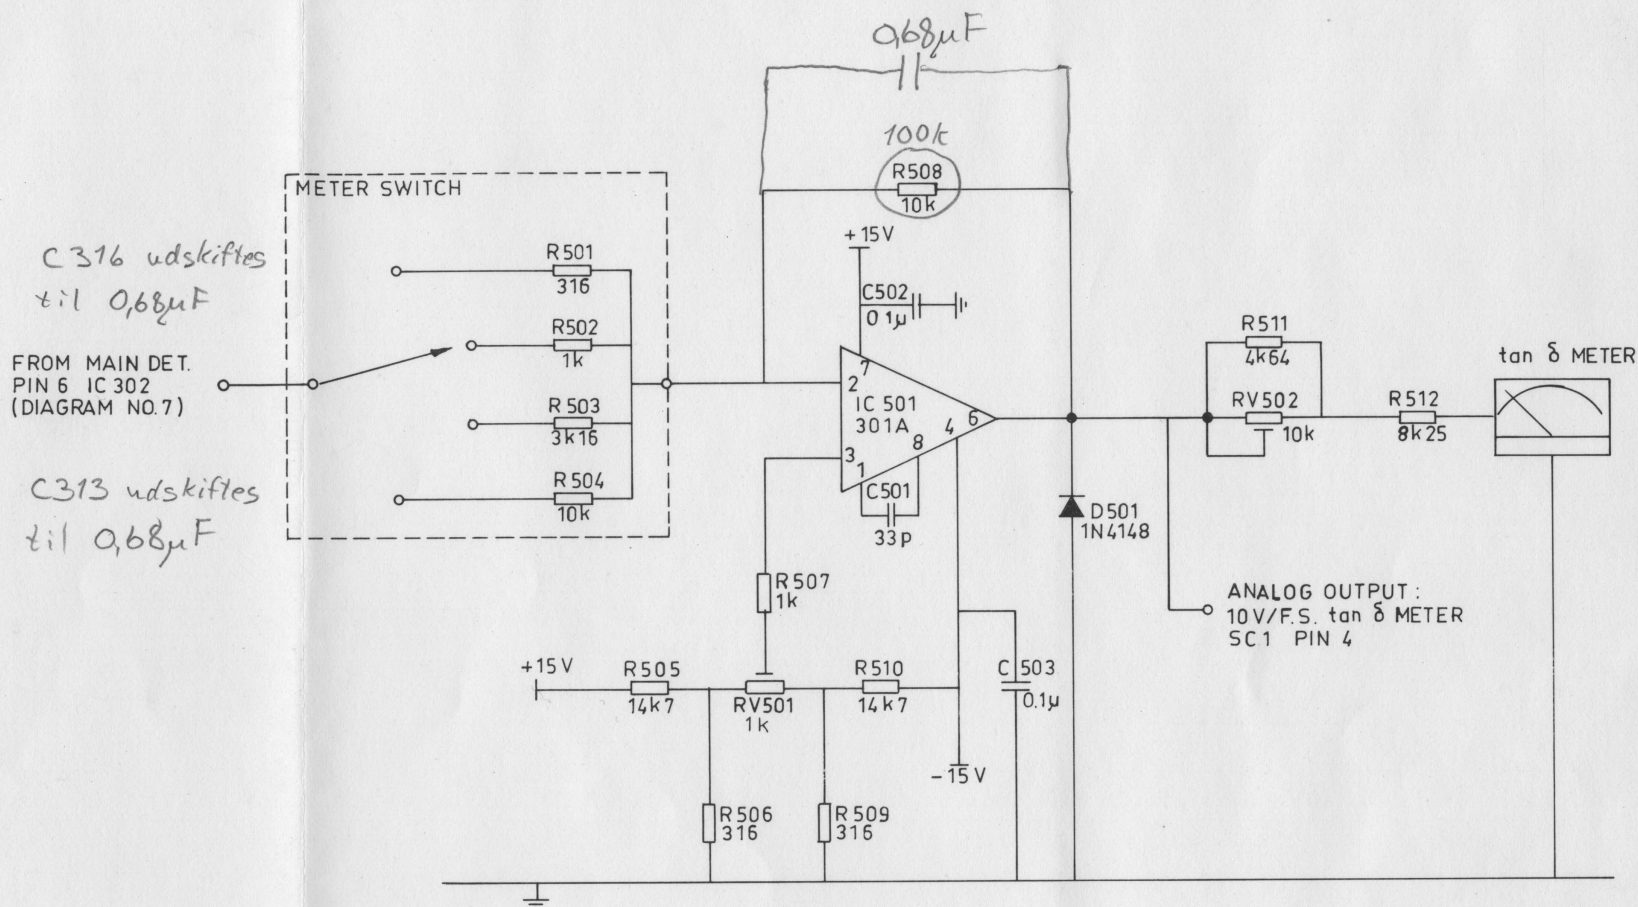 0,68µF
100k
R508
10k
METER SWITCH
C316 udskiftes
til 0,68µF
R501
316
+15V
C502
0.1µ
R502
1k
FROM MAIN DET.
PIN 6 IC 302
(DIAGRAM NO.7)
R503
3k16
C313 udskiftes
til 0,68µF
R504
10k
7
2
IC 501
301A
6
4
8
3
1
C501
33p
R511
4k64
RV502
10k
R512
8k25
tan δ METER
D501
1N4148
R507
1k
ANALOG OUTPUT :
10V/F.S. tan δ METER
SC1 PIN 4
+15V
R505
14k7
RV501
1k
R510
14k7
C503
0.1µ
-15V
R506
316
R509
316